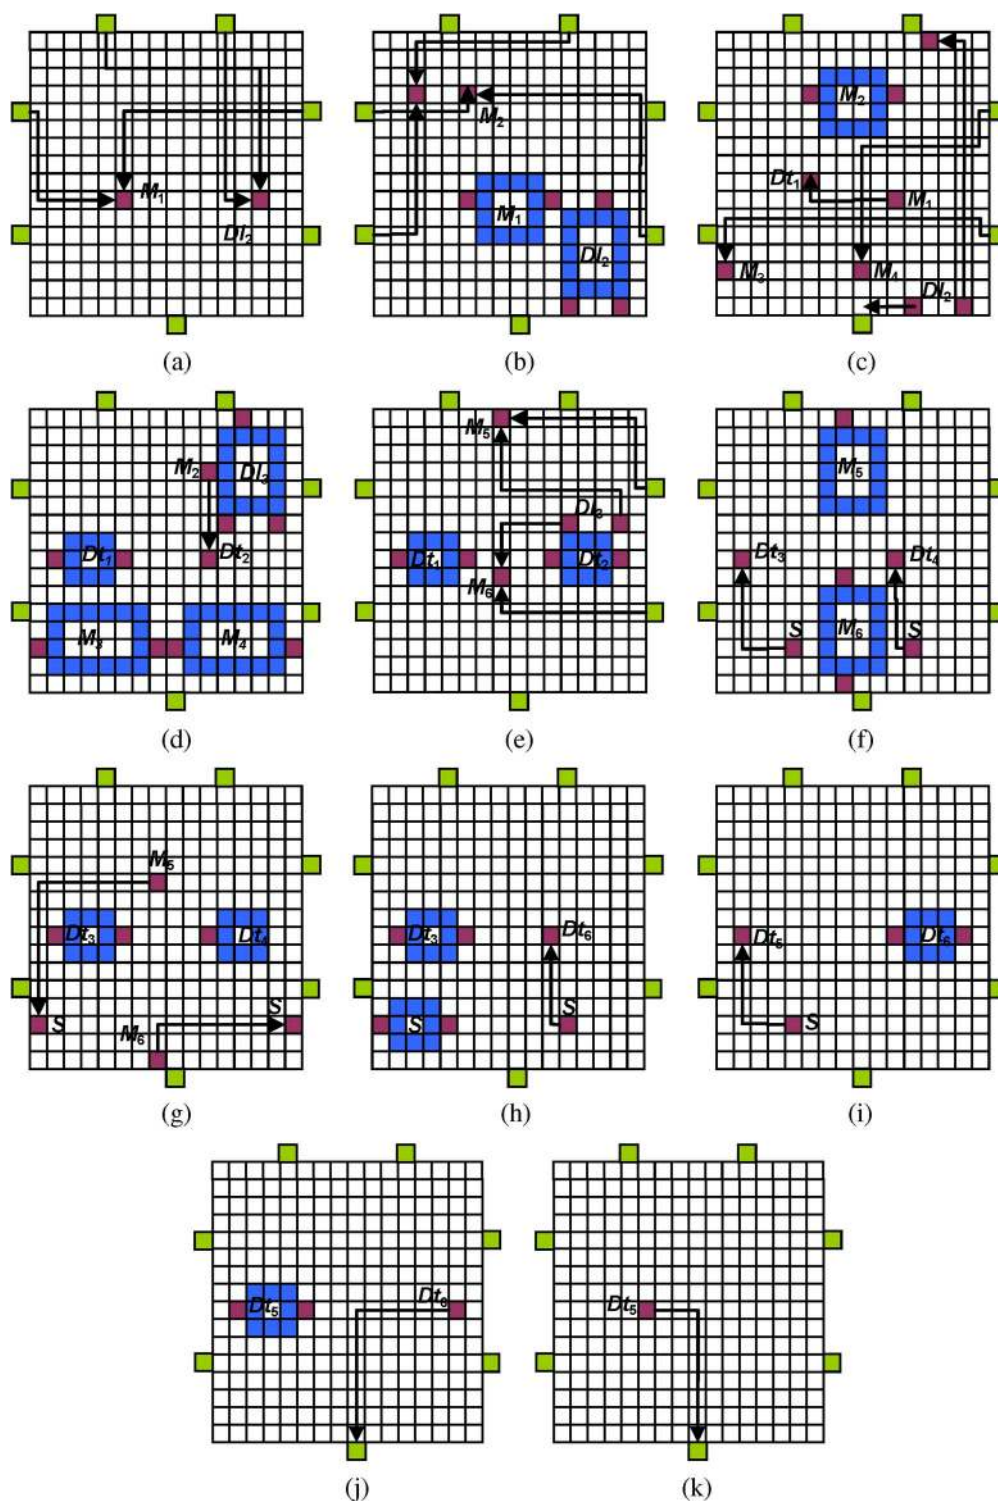 M1
Dl2
(a)
M2
M1
Dl2
(b)
M2
Dt1
M1
M3
M4
Dl2
(c)
M2
Dl3
Dt1
Dt2
M3
M4
(d)
M5
Dl3
Dt1
Dt2
M6
(e)
M5
Dt3
Dt4
S
M6
S
(f)
M5
Dt3
Dt4
S
M6
S
(g)
Dt3
Dt6
S
S
(h)
Dt5
Dt6
S
(i)
Dt5
Dt6
(j)
Dt5
(k)